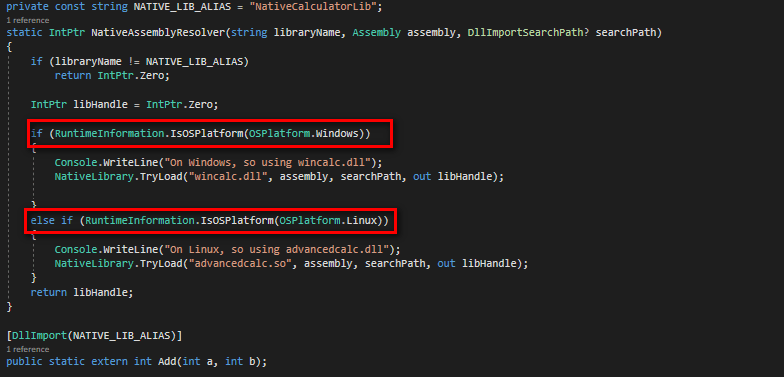 private const string NATIVE_LIB_ALIAS = "NativeCalculatorLib";
1 reference
static IntPtr NativeAssemblyResolver(string libraryName, Assembly assembly, DllImportSearchPath? searchPath)
{
if (libraryName != NATIVE_LIB_ALIAS)
return IntPtr.Zero;
IntPtr libHandle = IntPtr.Zero;
if (RuntimeInformation.IsOSPlatform(OSPlatform.Windows))
{
Console.WriteLine("On Windows, so using wincalc.dll");
NativeLibrary.TryLoad("wincalc.dll", assembly, searchPath, out libHandle);
}
else if (RuntimeInformation.IsOSPlatform(OSPlatform.Linux))
{
Console.WriteLine("On Linux, so using advancedcalc.dll");
NativeLibrary.TryLoad("advancedcalc.so", assembly, searchPath, out libHandle);
}
return libHandle;
}
[DllImport(NATIVE_LIB_ALIAS)]
1 reference
public static extern int Add(int a, int b);